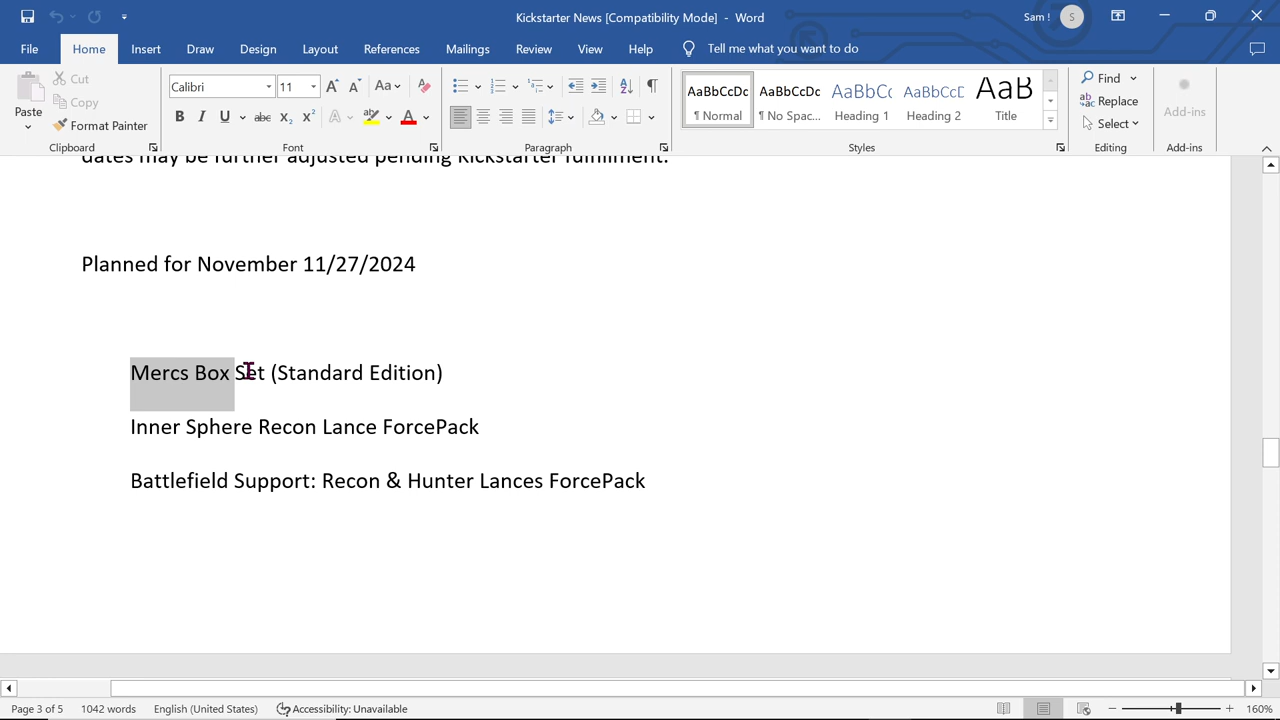 Kickstarter News [Compatibility Mode] - Word
Sam ! S
File Home Insert Draw Design Layout References Mailings Review View Help Tell me what you want to do
Paste
Cut
Copy
Format Painter
Clipboard
Calibri 11 A A Aa A
B I U abc x₂ x² A A
Font
Paragraph
AaBbCcDc AaBbCcDc AaBbCc AaBbCcD AaB
¶ Normal ¶ No Spac... Heading 1 Heading 2 Title
Styles
Find
Replace
Select
Editing
Add-ins
Add-ins
dates may be further adjusted pending Kickstarter fulfillment.
Planned for November 11/27/2024
Mercs Box Set (Standard Edition)
Inner Sphere Recon Lance ForcePack
Battlefield Support: Recon & Hunter Lances ForcePack
Page 3 of 5 1042 words English (United States) Accessibility: Unavailable 160%